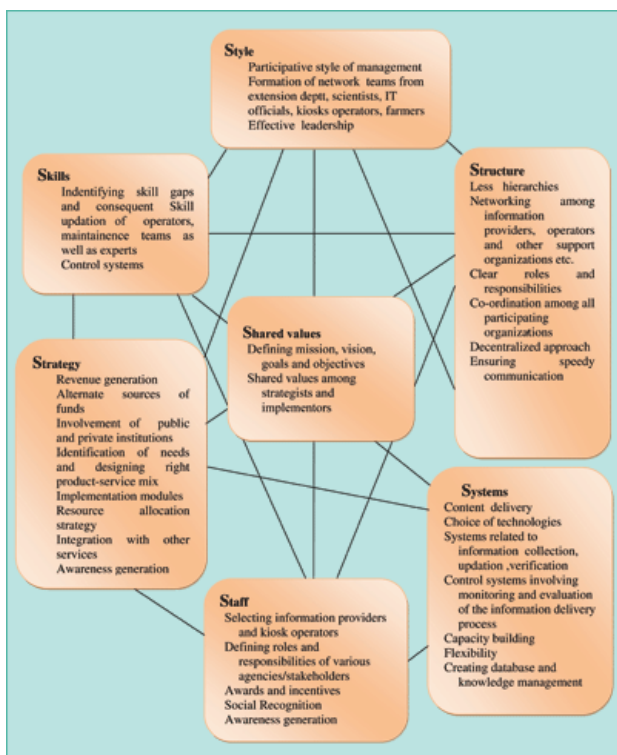 Style
Participative style of management
Formation of network teams from
extension deptt, scientists, IT
officials, kiosks operators, farmers
Effective leadership
Skills
Indentifying skill gaps
and consequent Skill
updation of operators,
maintainence teams as
well as experts
Control systems
Structure
Less hierarchies
Networking among
information
providers, operators
and other support
organizations etc.
Clear roles and
responsibilities
Co-ordination among all
participating
organizations
Decentralized approach
Ensuring speedy
communication
Shared values
Defining mission, vision,
goals and objectives
Shared values among
strategists and
implementors
Strategy
Revenue generation
Alternate sources of
funds
Involvement of public
and private institutions
Identification of needs
and designing right
product-service mix
Implementation modules
Resource allocation
strategy
Integration with other
services
Awareness generation
Systems
Content delivery
Choice of technologies
Systems related to
information collection,
updation ,verification
Control systems involving
monitoring and evaluation
of the information delivery
process
Capacity building
Flexibility
Creating database and
knowledge management
Staff
Selecting information providers
and kiosk operators
Defining roles and
responsibilities of various
agencies/stakeholders
Awards and incentives
Social Recognition
Awareness generation